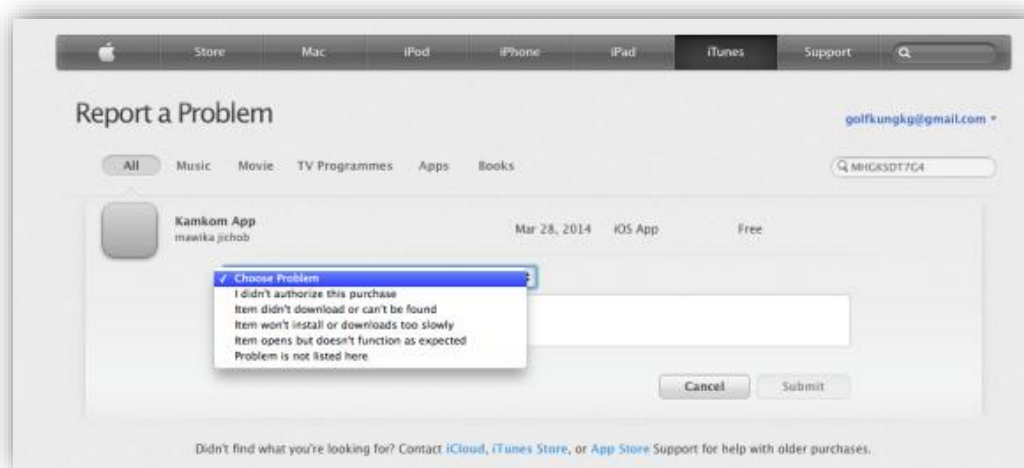 Store Mac iPod iPhone iPad iTunes Support
Report a Problem
golfkungkg@gmail.com
All Music Movie TV Programmes Apps Books
MHGKSDT7G4
Kamkom App Mar 28, 2014 iOS App Free
mawika jichob
✓ Choose Problem
I didn't authorize this purchase
Item didn't download or can't be found
Item won't install or downloads too slowly
Item opens but doesn't function as expected
Problem is not listed here
Cancel Submit
Didn't find what you're looking for? Contact iCloud, iTunes Store, or App Store Support for help with older purchases.